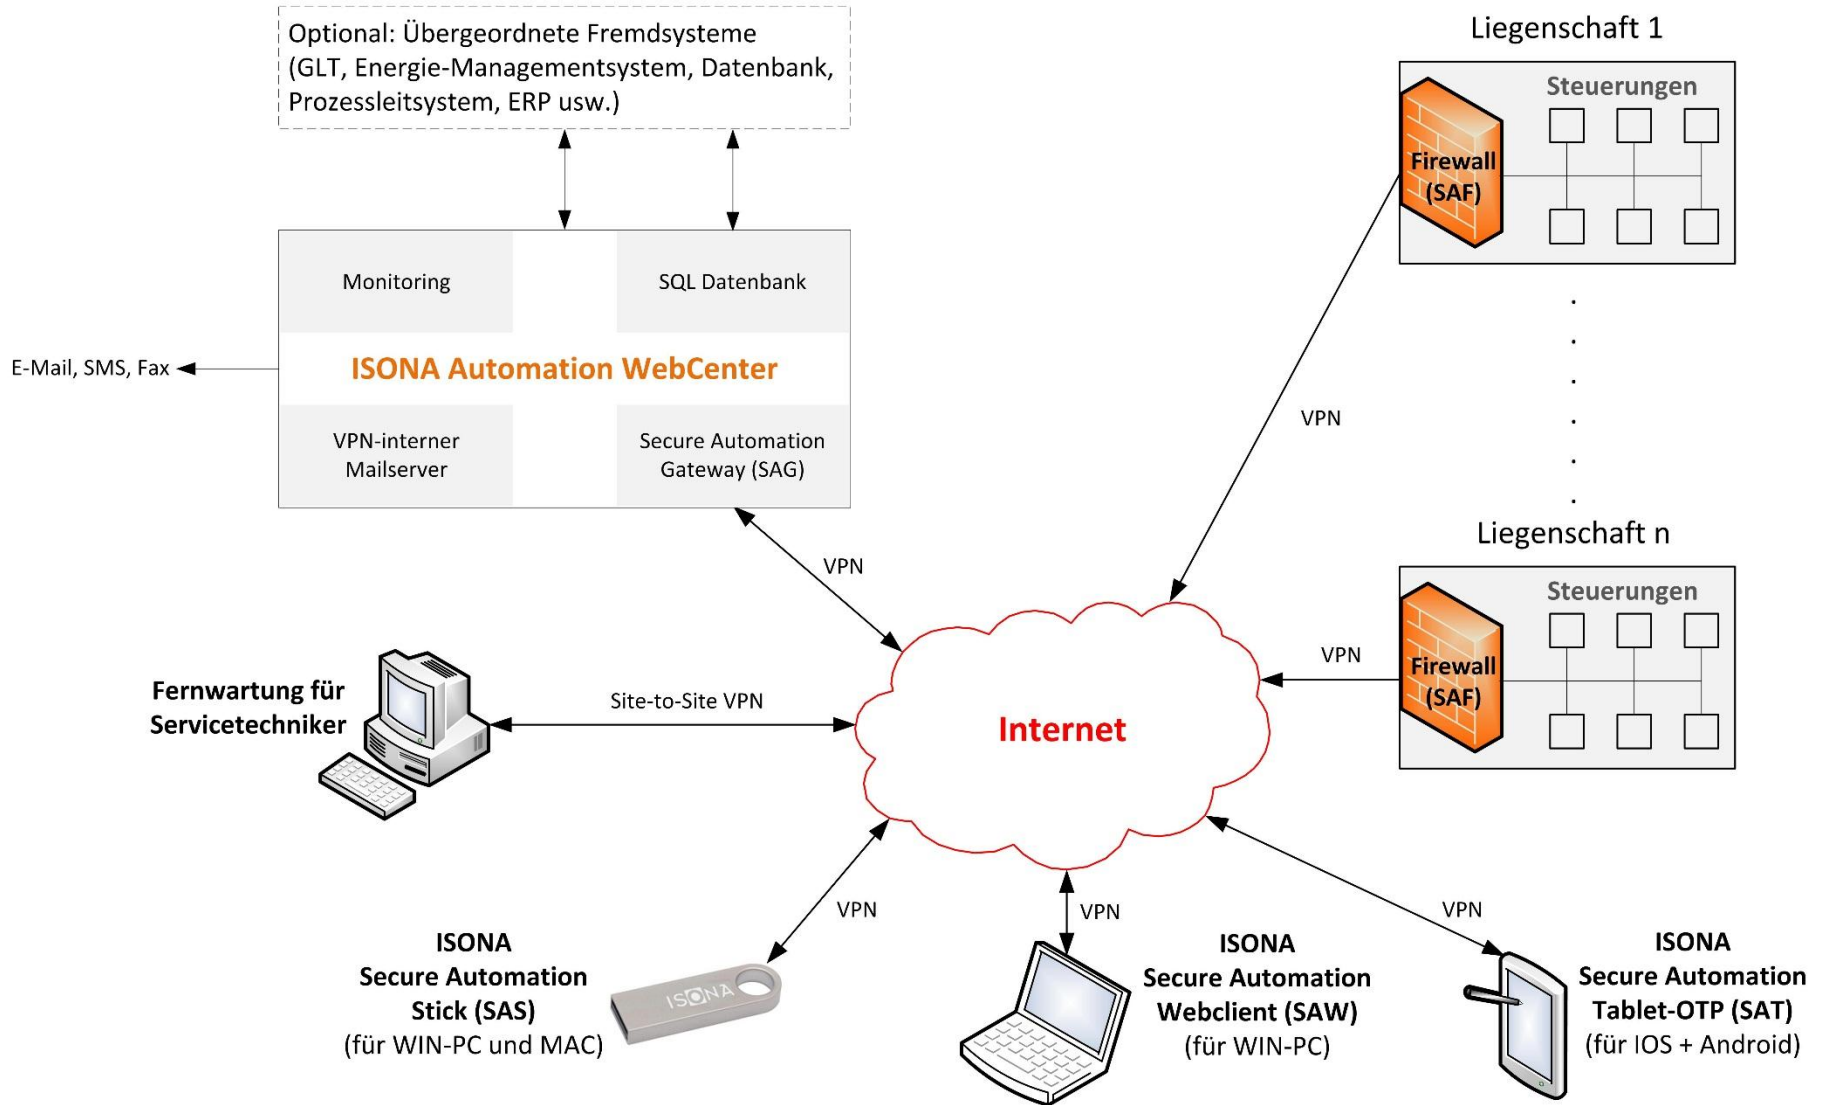 Optional: Übergeordnete Fremdsysteme
(GLT, Energie-Managementsystem, Datenbank,
Prozessleitsystem, ERP usw.)
Liegenschaft 1
Steuerungen
Firewall
(SAF)
Monitoring
SQL Datenbank
ISONA Automation WebCenter
E-Mail, SMS, Fax
VPN-interner
Mailserver
Secure Automation
Gateway (SAG)
VPN
VPN
Liegenschaft n
Steuerungen
Firewall
(SAF)
VPN
Fernwartung für
Servicetechniker
Site-to-Site VPN
Internet
VPN
VPN
VPN
ISONA
Secure Automation
Stick (SAS)
(für WIN-PC und MAC)
ISONA
ISONA
Secure Automation
Webclient (SAW)
(für WIN-PC)
ISONA
Secure Automation
Tablet-OTP (SAT)
(für IOS + Android)